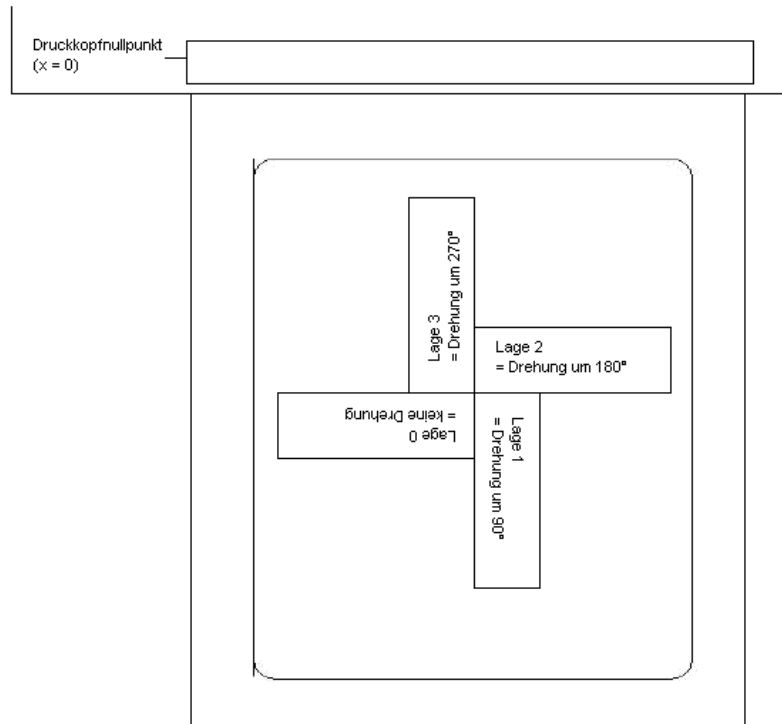 Druckkopfnullpunkt
(x = 0)
Lage 3
= Drehung um 270°
Lage 2
= Drehung um 180°
Lage 0
= keine Drehung
Lage 1
= Drehung um 90°